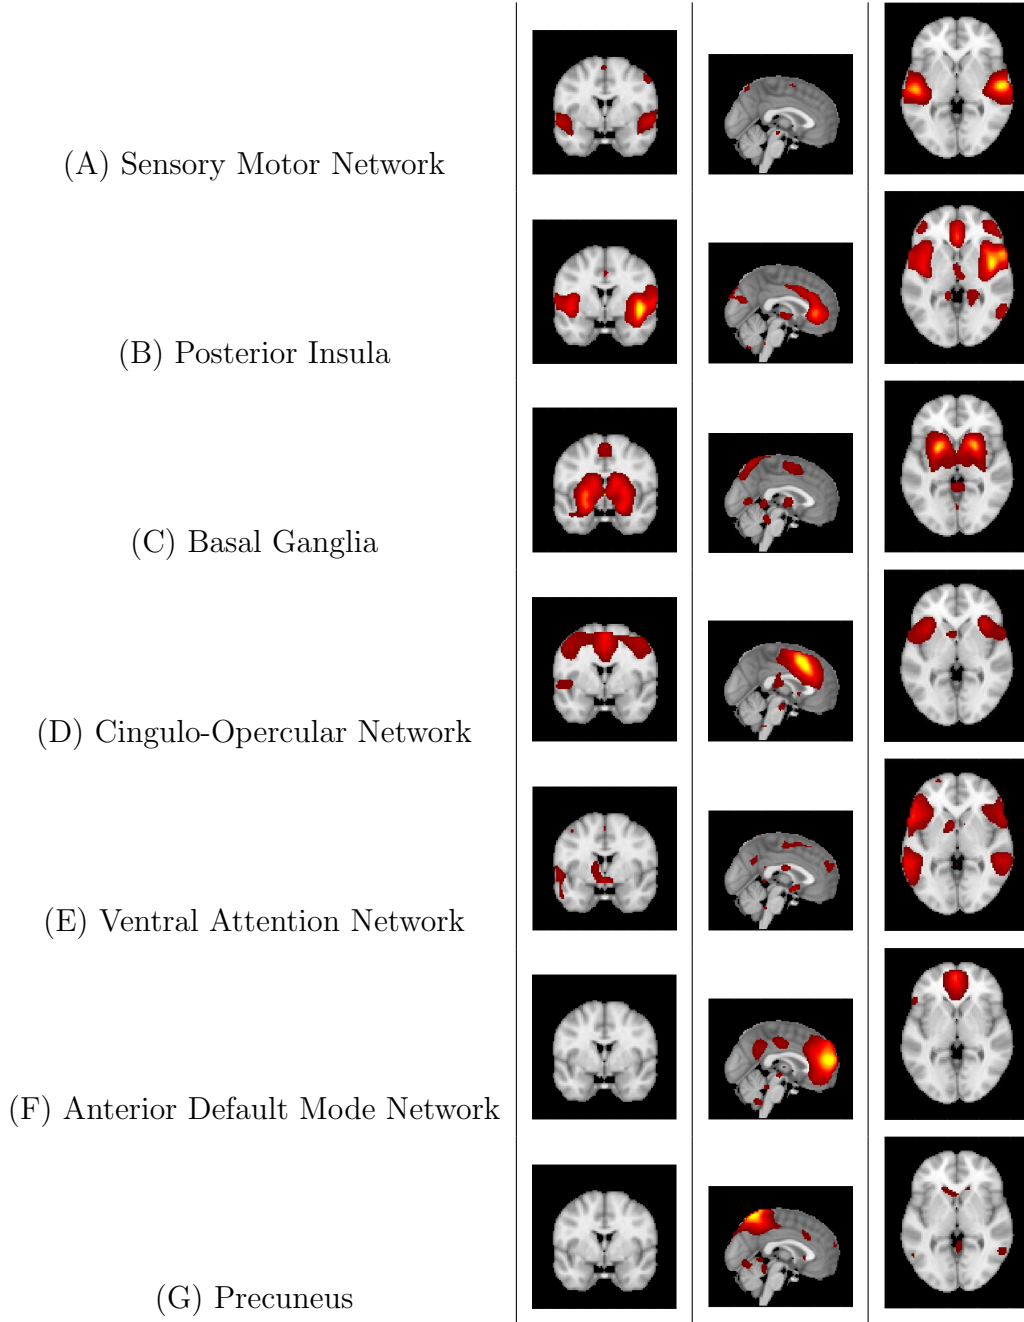 (A) Sensory Motor Network
(B) Posterior Insula
(C) Basal Ganglia
(D) Cingulo-Opercular Network
(E) Ventral Attention Network
(F) Anterior Default Mode Network
(G) Precuneus